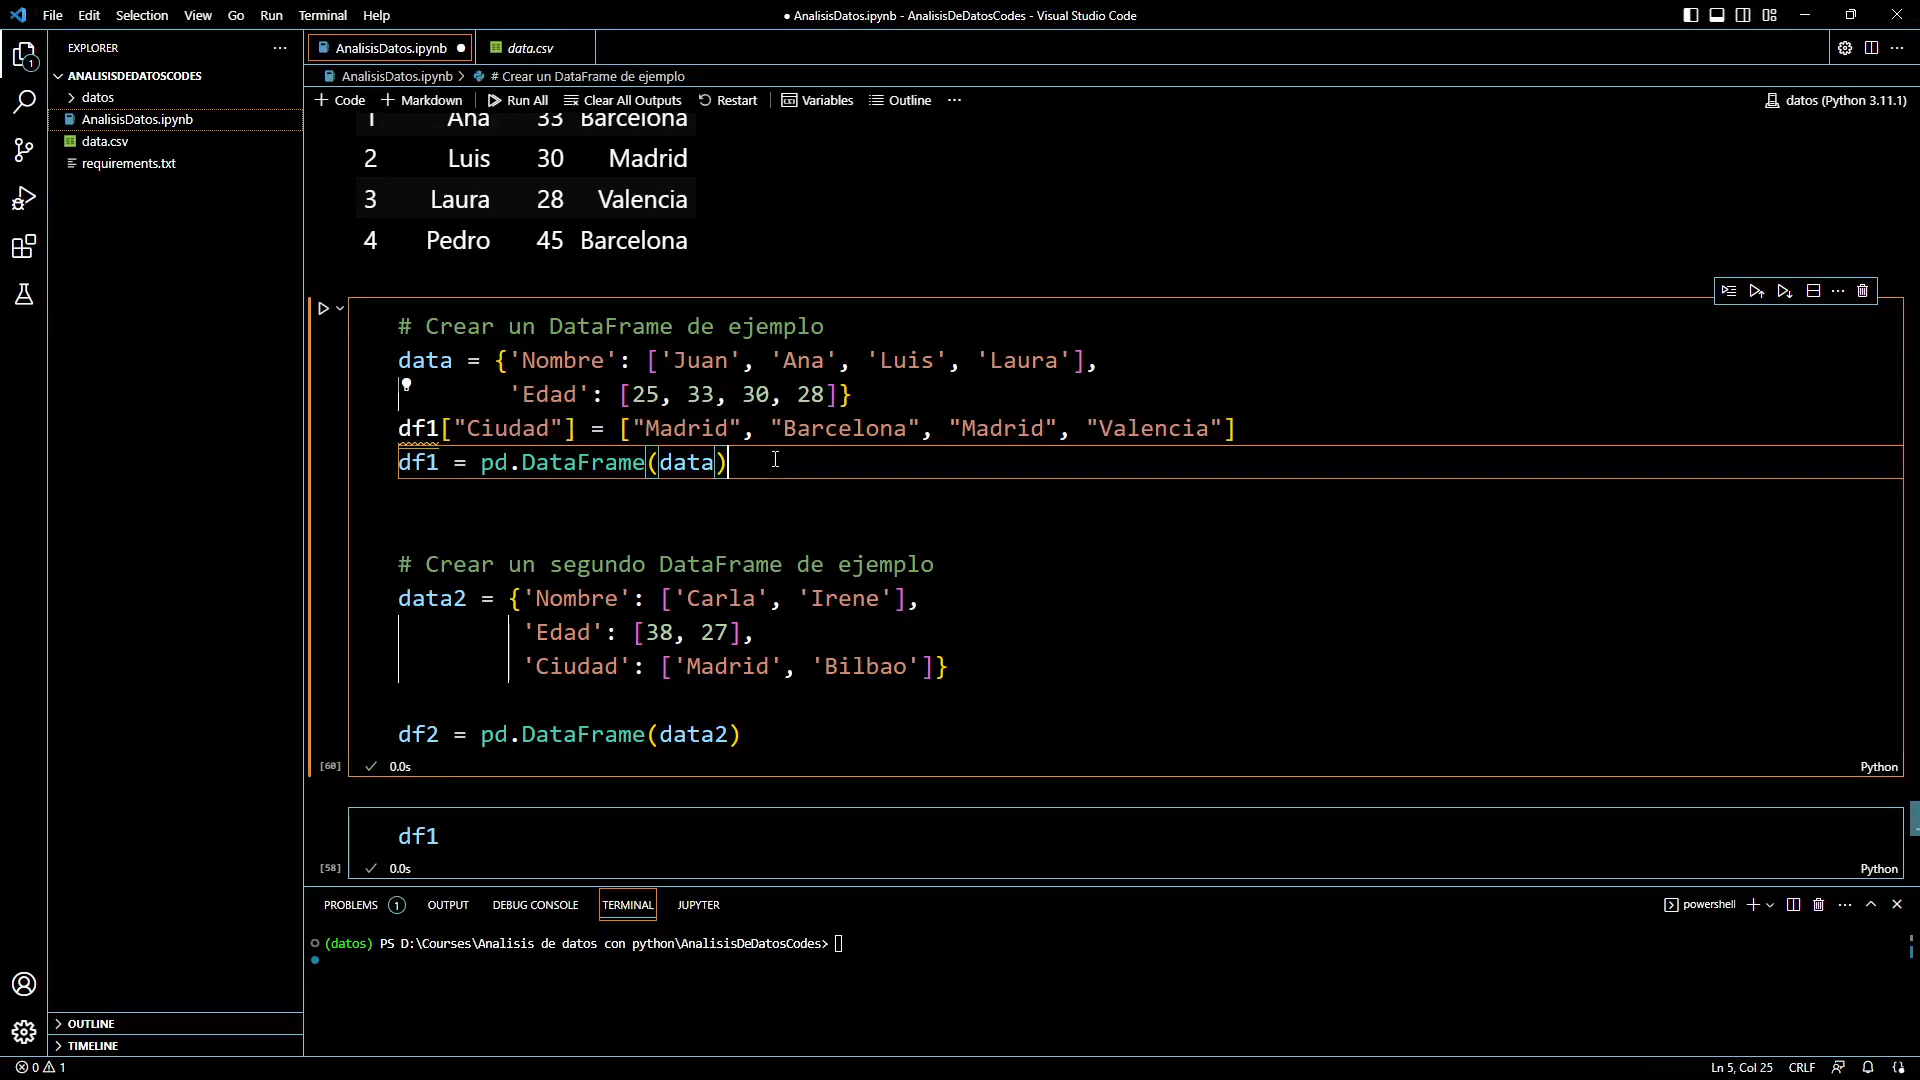 File Edit Selection View Go Run Terminal Help
● AnalisisDatos.ipynb - AnalisisDeDatosCodes - Visual Studio Code
EXPLORER
ANALISISDEDATOSCODES
datos
AnalisisDatos.ipynb
data.csv
requirements.txt
1
AnalisisDatos.ipynb ● data.csv
AnalisisDatos.ipynb > # Crear un DataFrame de ejemplo
+ Code + Markdown Run All Clear All Outputs Restart Variables Outline ···
datos (Python 3.11.1)
1 Ana 33 Barcelona
2 Luis 30 Madrid
3 Laura 28 Valencia
4 Pedro 45 Barcelona
# Crear un DataFrame de ejemplo
data = {'Nombre': ['Juan', 'Ana', 'Luis', 'Laura'],
'Edad': [25, 33, 30, 28]}
df1["Ciudad"] = ["Madrid", "Barcelona", "Madrid", "Valencia"]
df1 = pd.DataFrame(data)
# Crear un segundo DataFrame de ejemplo
data2 = {'Nombre': ['Carla', 'Irene'],
'Edad': [38, 27],
'Ciudad': ['Madrid', 'Bilbao']}
df2 = pd.DataFrame(data2)
[60] ✓ 0.0s Python
df1
[58] ✓ 0.0s Python
PROBLEMS 1 OUTPUT DEBUG CONSOLE TERMINAL JUPYTER
powershell
(datos) PS D:\Courses\Analisis de datos con python\AnalisisDeDatosCodes>
OUTLINE
TIMELINE
0 1
Ln 5, Col 25 CRLF